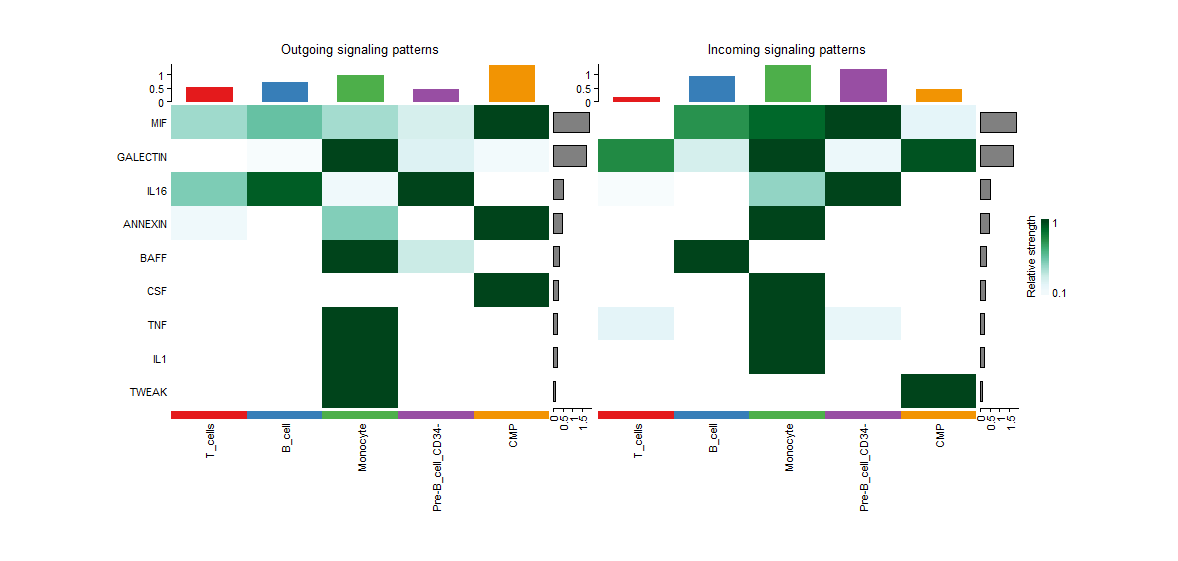 Outgoing signaling patterns
Incoming signaling patterns
1
0.5
0
1
0.5
0
MIF
GALECTIN
IL16
ANNEXIN
BAFF
CSF
TNF
IL1
TWEAK
T_cells
B_cell
Monocyte
Pre-B_cell_CD34-
CMP
0
0.5
1
1.5
T_cells
B_cell
Monocyte
Pre-B_cell_CD34-
CMP
0
0.5
1
1.5
Relative strength
1
0.1